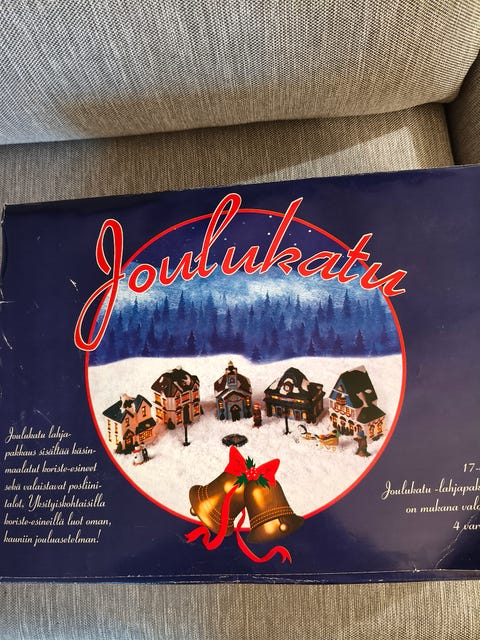 Joulukatu
Joulukatu lahja-
pakkaus sisältää käsin-
maalatut koriste-esineet
sekä valaistavat posliini-
talot. Yksityiskohtaisilla
koriste-esineillä luot oman,
kauniin jouluasetelman!
17-
Joulukatu -lahjapak
on mukana valo
4 var